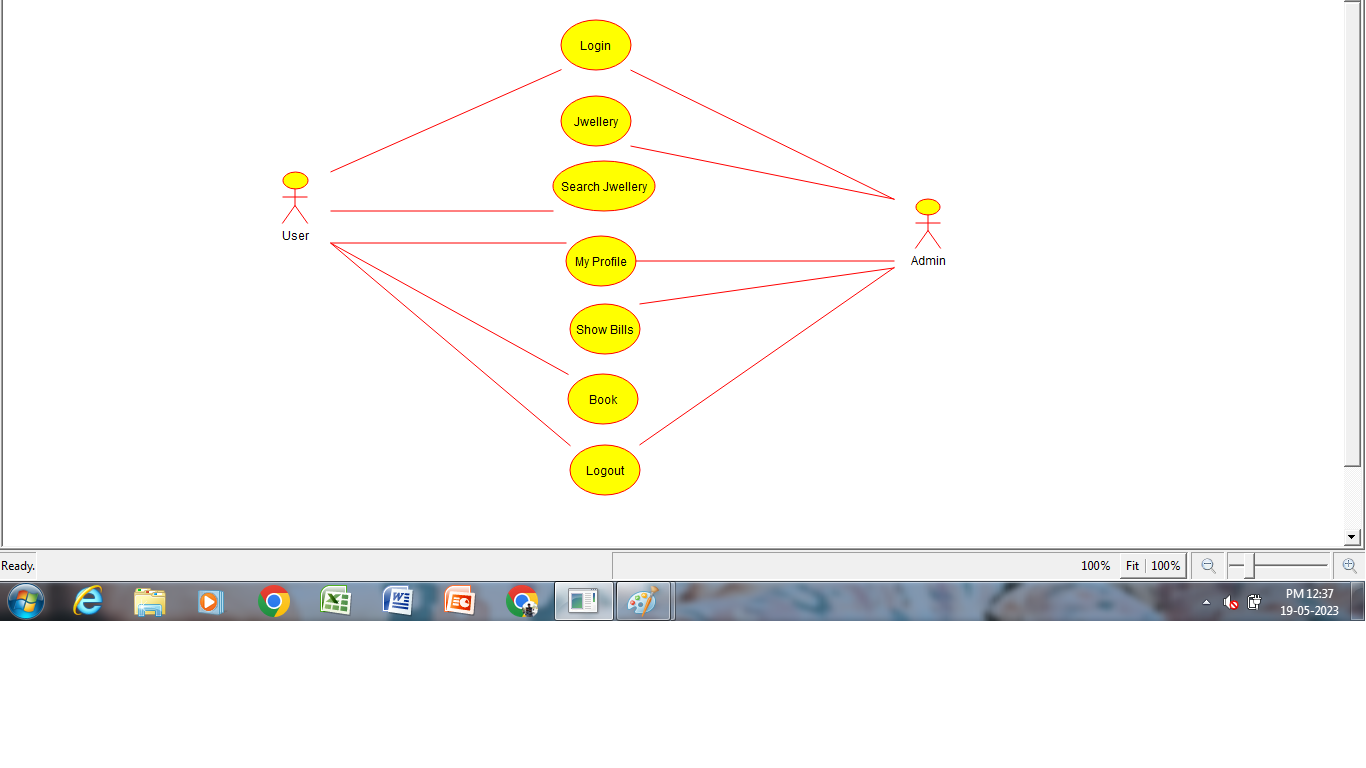 Login
Jwellery
Search Jwellery
User
Admin
My Profile
Show Bills
Book
Logout
Ready.
100%
Fit
100%
PM 12:37
19-05-2023